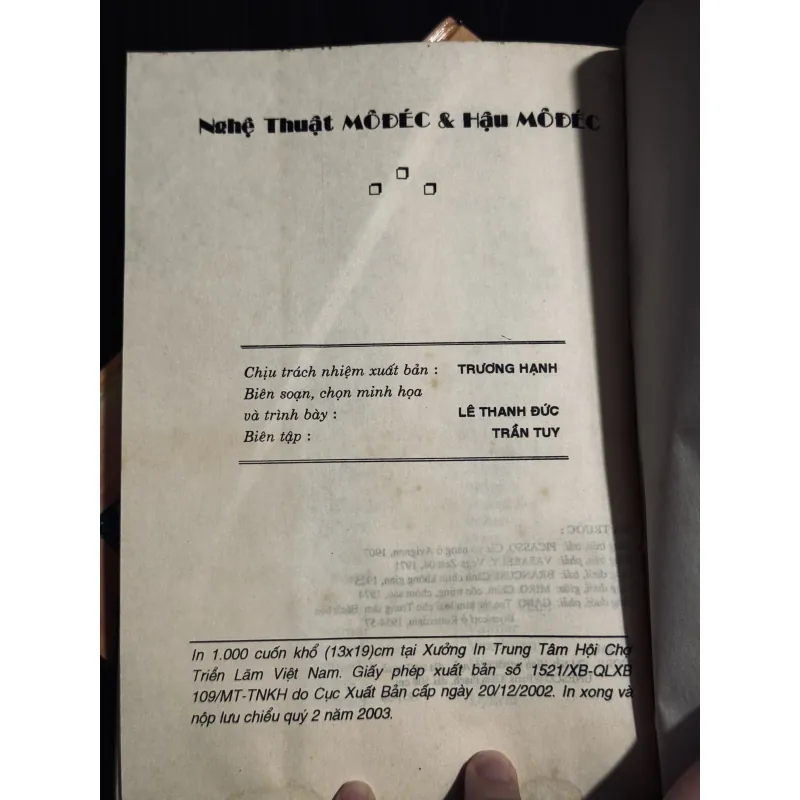 Nghệ Thuật MÔĐÉC & Hậu MÔĐÉC
Chịu trách nhiệm xuất bản : TRƯƠNG HẠNH
Biên soạn, chọn minh họa
và trình bày : LÊ THANH ĐỨC
Biên tập : TRẦN TUY
In 1.000 cuốn khổ (13x19)cm tại Xưởng In Trung Tâm Hội Chợ
Triển Lãm Việt Nam. Giấy phép xuất bản số 1521/XB-QLXB
109/MT-TNKH do Cục Xuất Bản cấp ngày 20/12/2002. In xong và
nộp lưu chiểu quý 2 năm 2003.